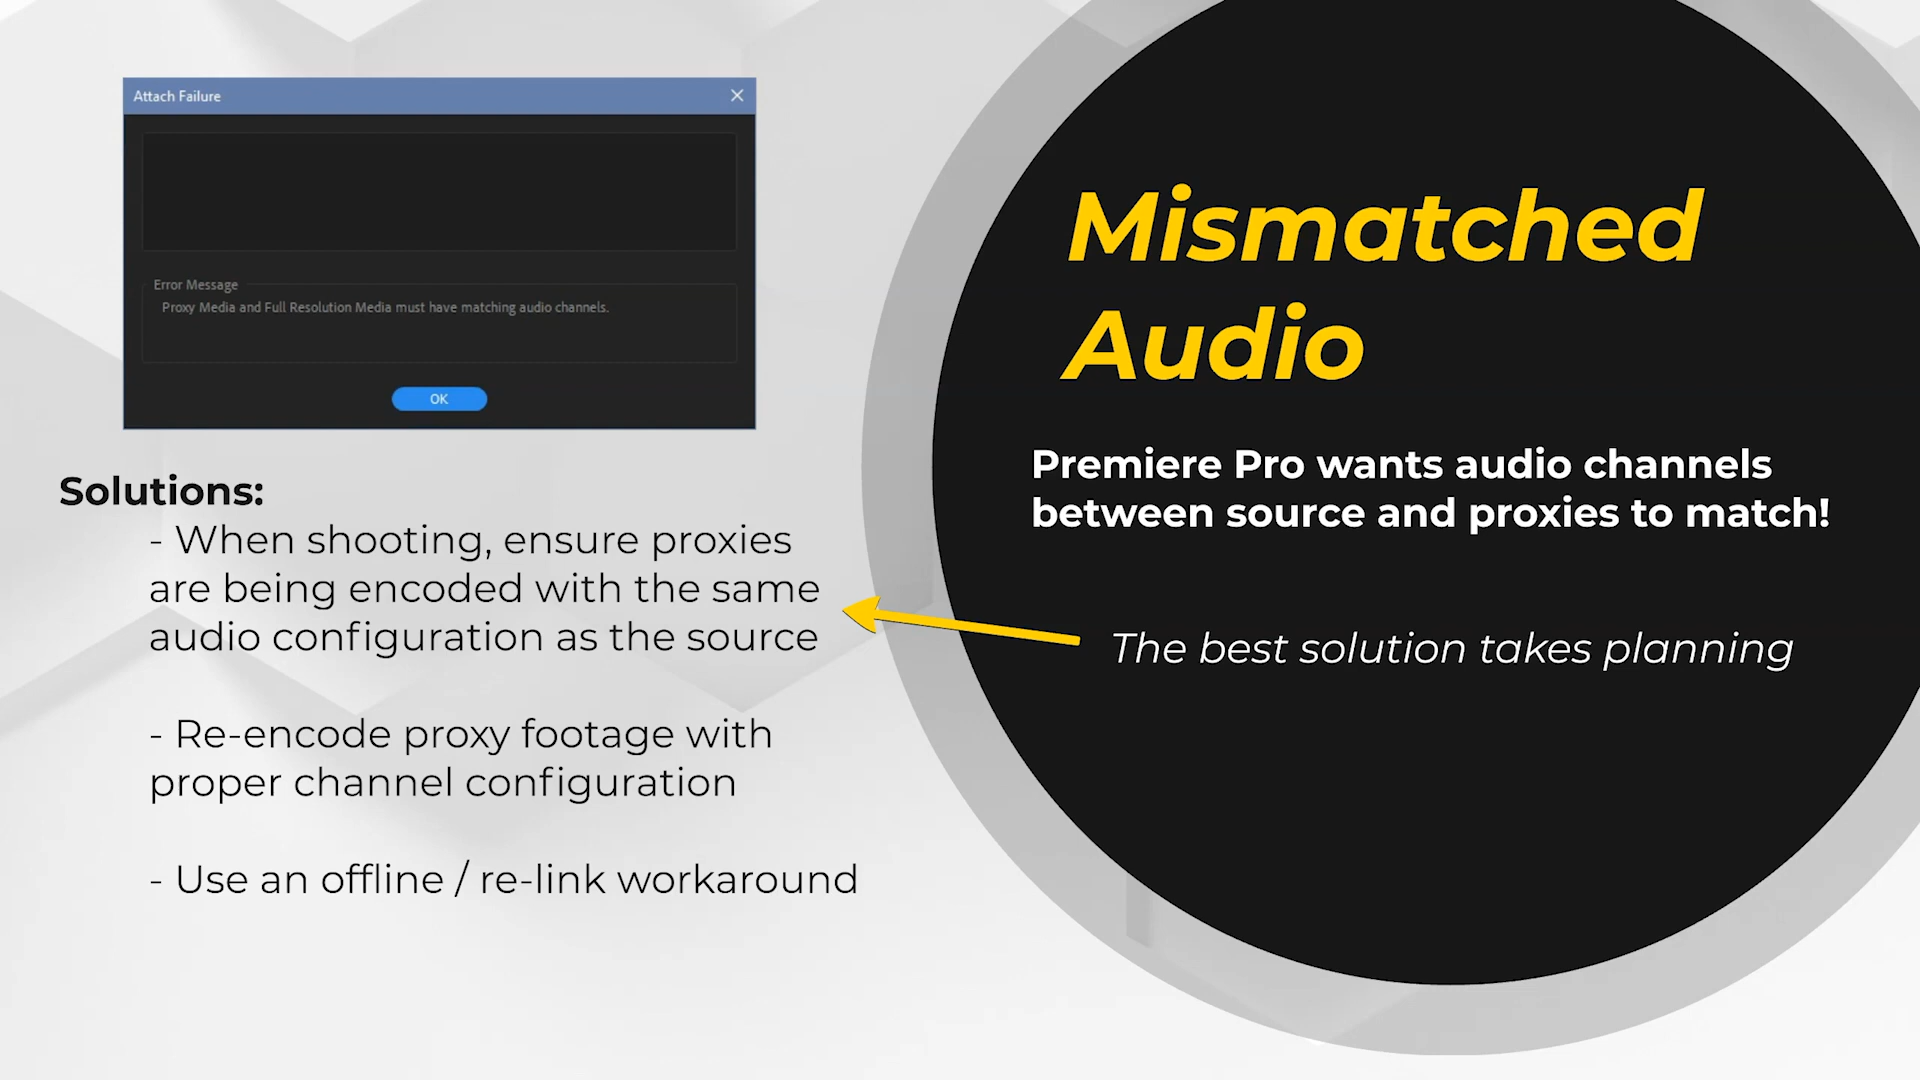 Attach Failure
Error Message
Proxy Media and Full Resolution Media must have matching audio channels.
OK
Solutions:
- When shooting, ensure proxies
are being encoded with the same
audio configuration as the source
- Re-encode proxy footage with
proper channel configuration
- Use an offline / re-link workaround
Mismatched
Audio
Premiere Pro wants audio channels
between source and proxies to match!
The best solution takes planning